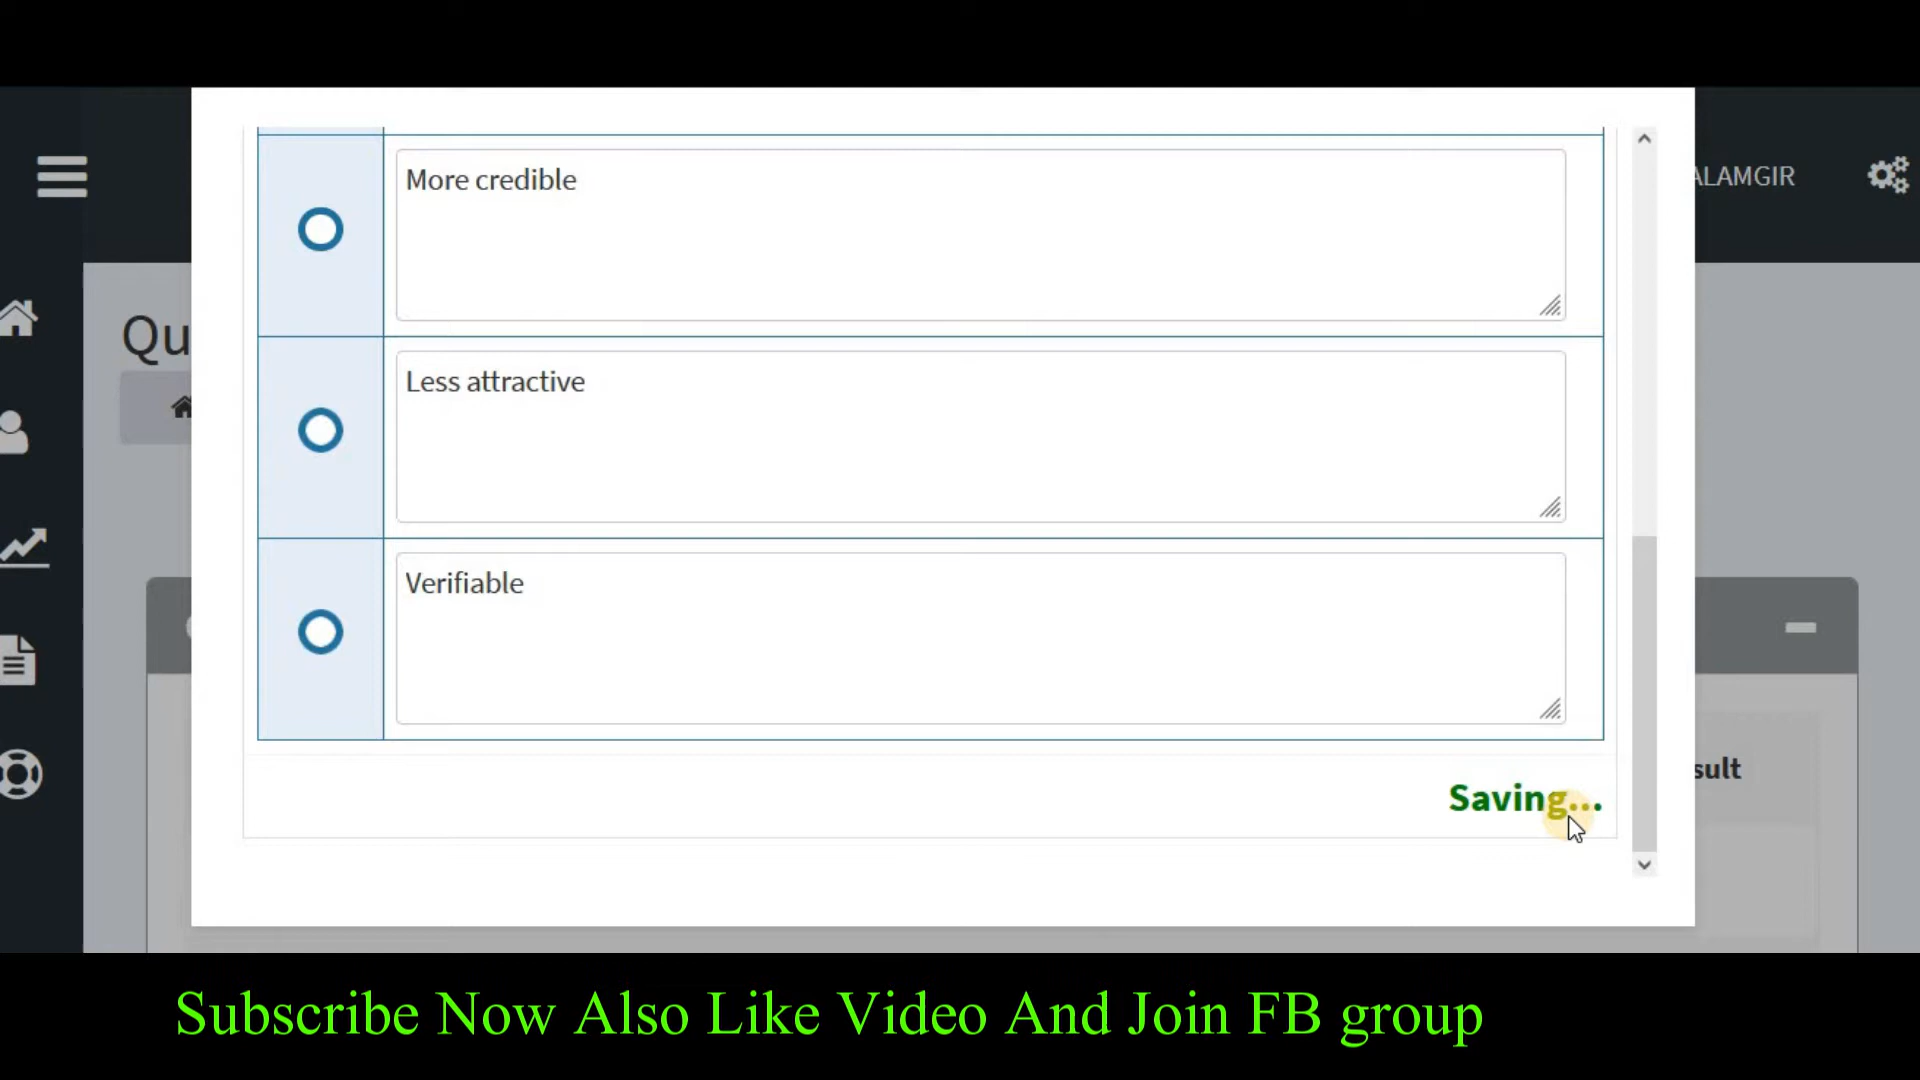 More credible
ALAMGIR
Qu
Less attractive
Verifiable
sult
Saving...
Subscribe Now Also Like Video And Join FB group